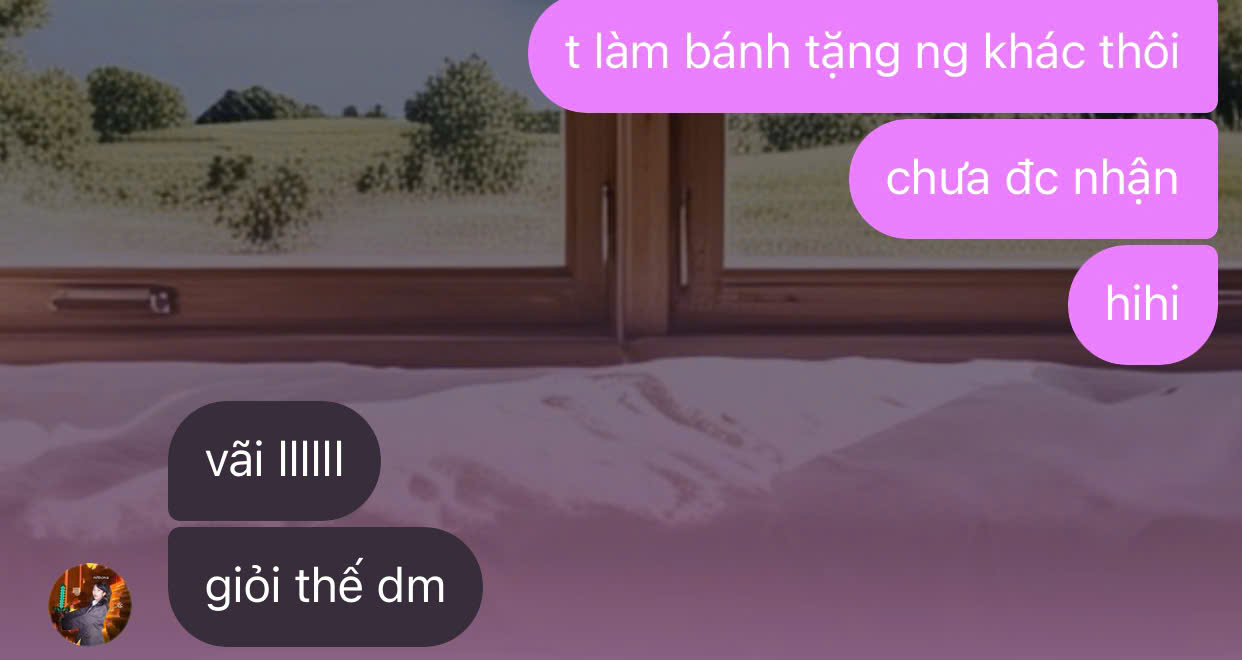 t làm bánh tặng ng khác thôi
chưa đc nhận
hihi
vãi llllll
giỏi thế dm